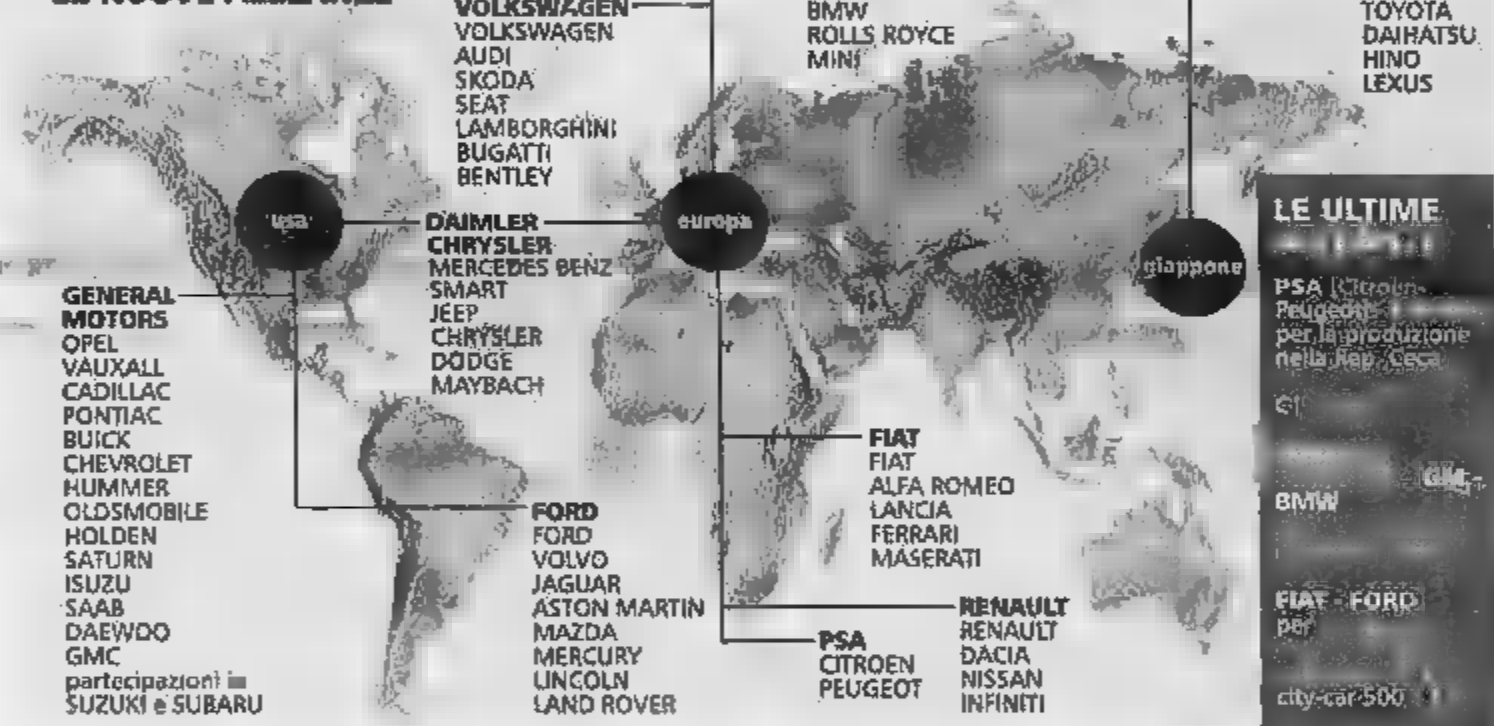 VOLKSWAGEN
VOLKSWAGEN
AUDI
SKODA
SEAT
LAMBORGHINI
BUGATTI
BENTLEY
BMW
ROLLS ROYCE
MINI
TOYOTA
DAIHATSU
HINO
LEXUS
usa
DAIMLER
CHRYSLER
MERCEDES BENZ
SMART
JEEP
CHRYSLER
DODGE
MAYBACH
europa
giappone
GENERAL
MOTORS
OPEL
VAUXALL
CADILLAC
PONTIAC
BUICK
CHEVROLET
HUMMER
OLDSMOBILE
HOLDEN
SATURN
ISUZU
SAAB
DAEWOO
GMC
partecipazioni in
SUZUKI e SUBARU
FORD
FORD
VOLVO
JAGUAR
ASTON MARTIN
MAZDA
MERCURY
LINCOLN
LAND ROVER
FIAT
FIAT
ALFA ROMEO
LANCIA
FERRARI
MASERATI
PSA
CITROEN
PEUGEOT
RENAULT
RENAULT
DACIA
NISSAN
INFINITI
LE ULTIME
PSA (Citroën-
Peugeot)
per la produzione
nella Rep. Ceca
GM-
BMW
FIAT - FORD
per
city-car 500